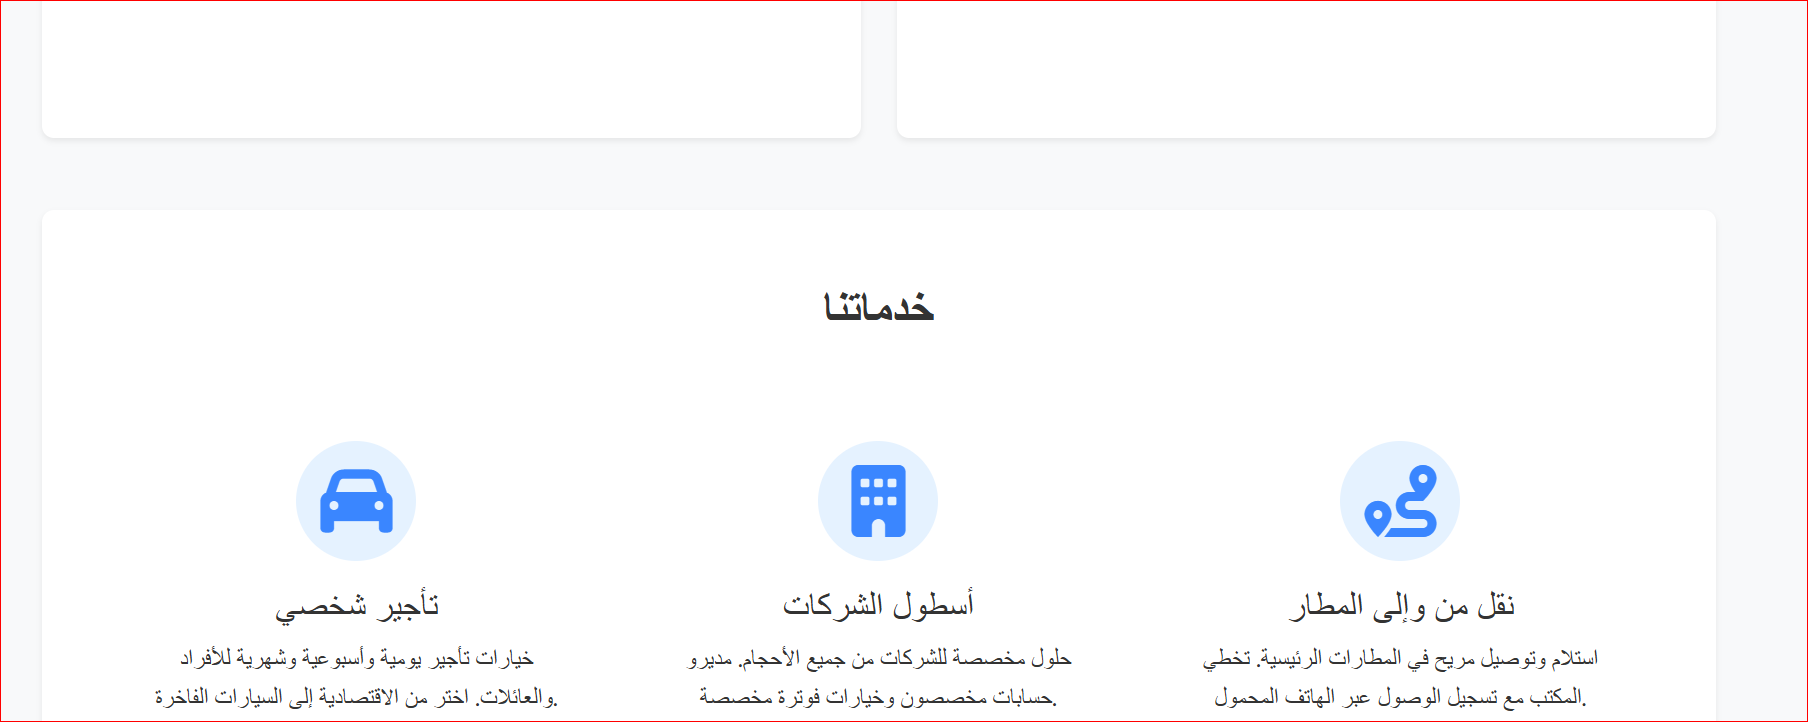 خدماتنا
نقل من وإلى المطار
استلام وتوصيل مريح في المطارات الرئيسية. تخطي
المكتب مع تسجيل الوصول عبر الهاتف المحمول.
أسطول الشركات
حلول مخصصة للشركات من جميع الأحجام. مديرو
حسابات مخصصون وخيارات فوترة مخصصة.
تأجير شخصي
خيارات تأجير يومية وأسبوعية وشهرية للأفراد
والعائلات. اختر من الاقتصادية إلى السيارات الفاخرة.